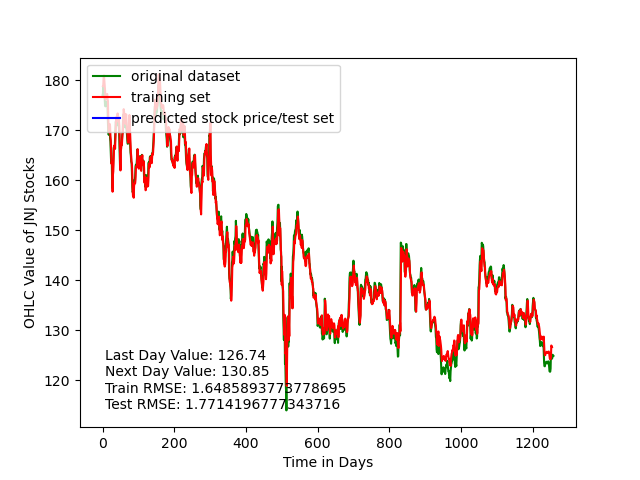 original dataset
training set
predicted stock price/test set
180
170
160
150
140
130
120
OHLC Value of JNJ Stocks
Last Day Value: 126.74
Next Day Value: 130.85
Train RMSE: 1.6485893773778695
Test RMSE: 1.7714196777343716
0 200 400 600 800 1000 1200
Time in Days